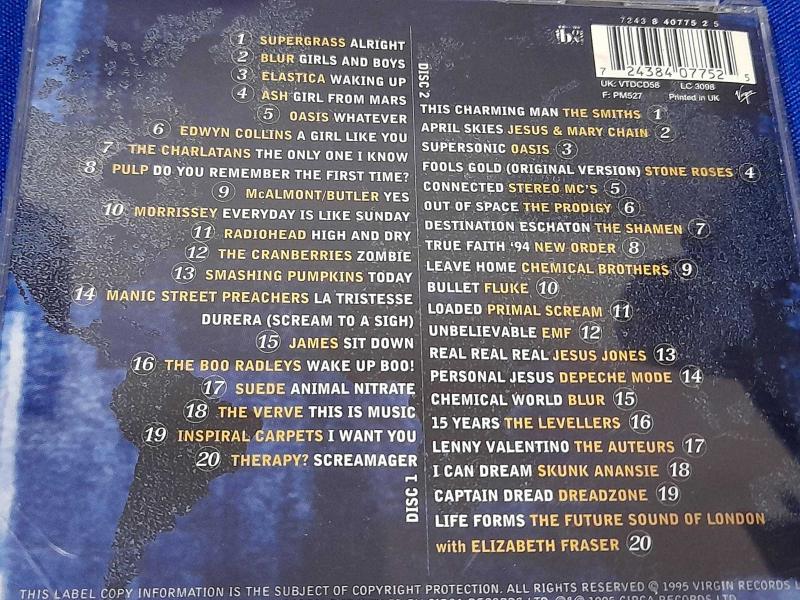 7243 8 40775 2 5
7 24384 07752 5
UK: VTDCD56 LC 3098
F: PM527 Printed in UK
Virgin
DISC 1
1 SUPERGRASS ALRIGHT
2 BLUR GIRLS AND BOYS
3 ELASTICA WAKING UP
4 ASH GIRL FROM MARS
5 OASIS WHATEVER
6 EDWYN COLLINS A GIRL LIKE YOU
7 THE CHARLATANS THE ONLY ONE I KNOW
8 PULP DO YOU REMEMBER THE FIRST TIME?
9 McALMONT/BUTLER YES
10 MORRISSEY EVERYDAY IS LIKE SUNDAY
11 RADIOHEAD HIGH AND DRY
12 THE CRANBERRIES ZOMBIE
13 SMASHING PUMPKINS TODAY
14 MANIC STREET PREACHERS LA TRISTESSE
DURERA (SCREAM TO A SIGH)
15 JAMES SIT DOWN
16 THE BOO RADLEYS WAKE UP BOO!
17 SUEDE ANIMAL NITRATE
18 THE VERVE THIS IS MUSIC
19 INSPIRAL CARPETS I WANT YOU
20 THERAPY? SCREAMAGER
DISC 2
THIS CHARMING MAN THE SMITHS 1
APRIL SKIES JESUS & MARY CHAIN 2
SUPERSONIC OASIS 3
FOOLS GOLD (ORIGINAL VERSION) STONE ROSES 4
CONNECTED STEREO MC'S 5
OUT OF SPACE THE PRODIGY 6
DESTINATION ESCHATON THE SHAMEN 7
TRUE FAITH '94 NEW ORDER 8
LEAVE HOME CHEMICAL BROTHERS 9
BULLET FLUKE 10
LOADED PRIMAL SCREAM 11
UNBELIEVABLE EMF 12
REAL REAL REAL JESUS JONES 13
PERSONAL JESUS DEPECHE MODE 14
CHEMICAL WORLD BLUR 15
15 YEARS THE LEVELLERS 16
LENNY VALENTINO THE AUTEURS 17
I CAN DREAM SKUNK ANANSIE 18
CAPTAIN DREAD DREADZONE 19
LIFE FORMS THE FUTURE SOUND OF LONDON
with ELIZABETH FRASER 20
THIS LABEL COPY INFORMATION IS THE SUBJECT OF COPYRIGHT PROTECTION. ALL RIGHTS RESERVED © 1995 VIRGIN RECORDS L
1995 CIRCA RECORDS LTD